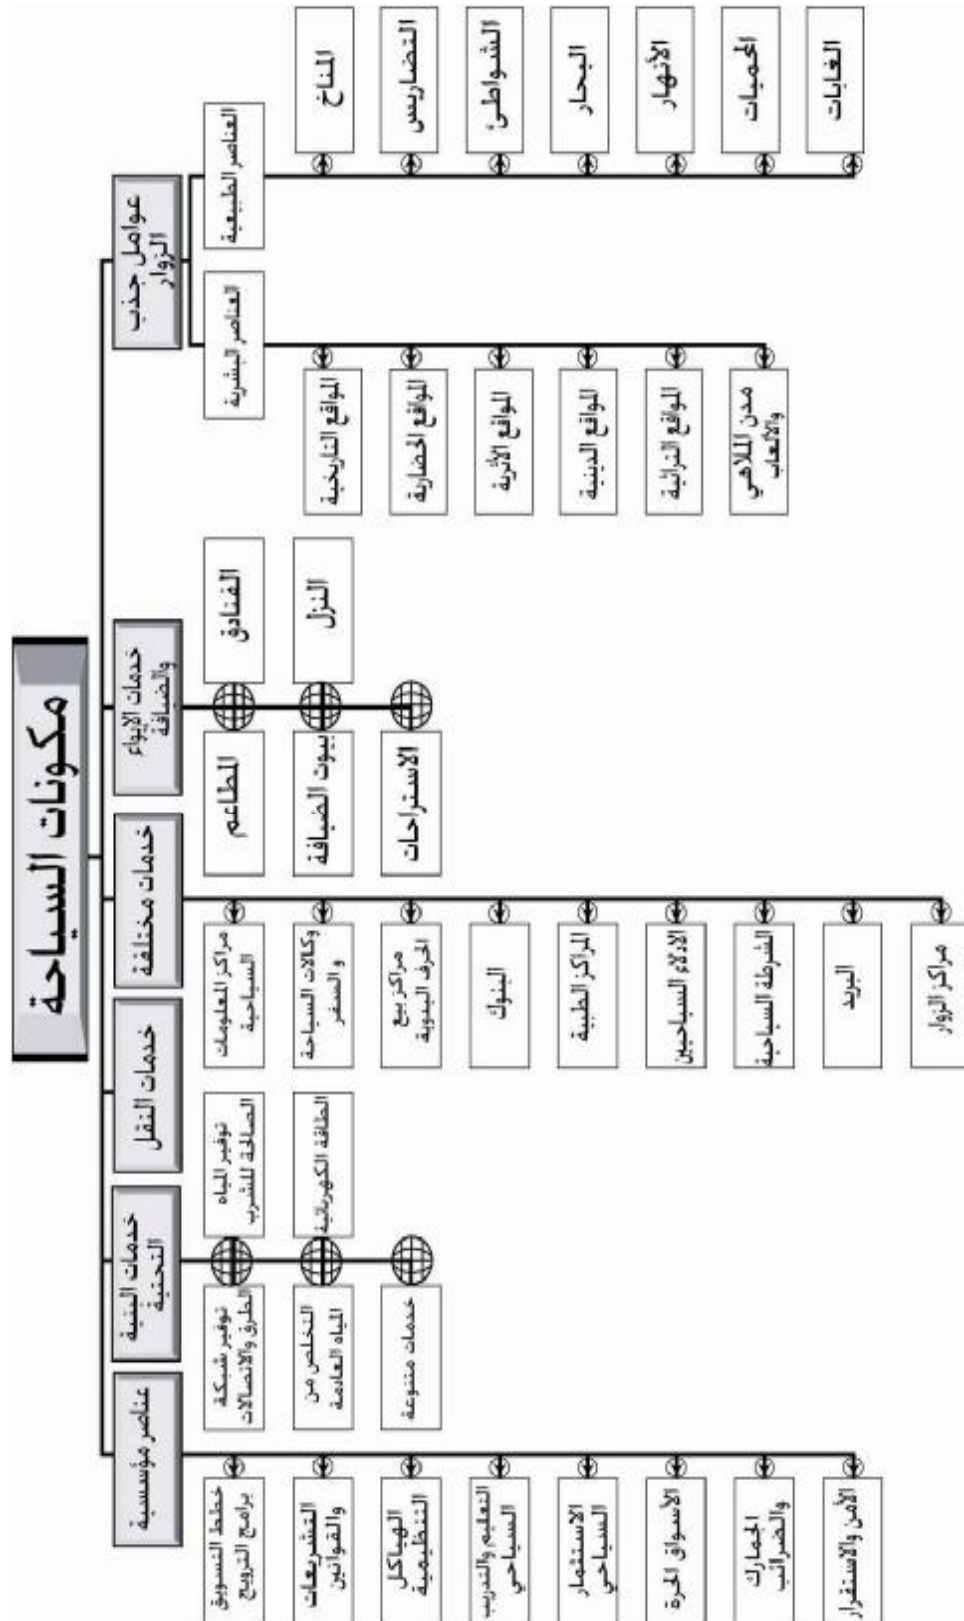 مكونات السياحة
عوامل جذب
الزوار
العناصر الطبيعية
المناخ
التضاريس
الشواطئ
البحار
الأنهار
المحميات
الغابات
العناصر البشرية
المواقع التاريخية
المواقع الحضارية
المواقع الأثرية
المواقع الدينية
المواقع التراثية
مدن الملاهي
والألعاب
خدمات الإيواء
والضيافة
الفنادق
النزل
المطاعم
بيوت الضيافة
الاستراحات
خدمات مختلفة
مراكز المعلومات
السياحية
وكالات السياحة
والسفر
مراكز بيع
الحرف اليدوية
البنوك
المراكز الطبية
الادلاء السياحيين
الشرطة السياحية
البريد
مراكز الزوار
خدمات النقل
خدمات البنية
التحتية
توفير المياه
الصالحة للشرب
الطاقة الكهربائية
توفير شبكة
الطرق والاتصالات
التخلص من
المياه العادمة
خدمات متنوعة
عناصر مؤسسية
خطط التسويق
برامج الترويج
التشريعات
والقوانين
الهياكل
التنظيمية
التعليم والتدريب
السياحي
الاستثمار
السياحي
الأسواق الحرة
الجمارك
والضرائب
الأمن والاستقرار